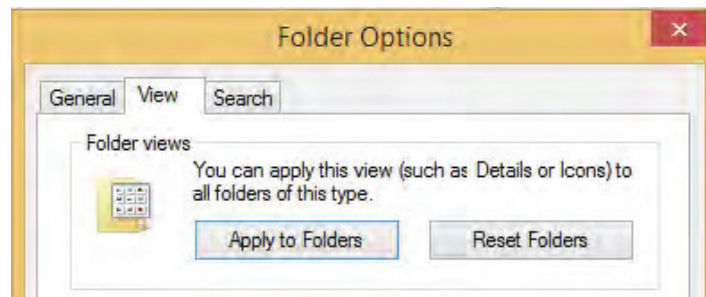 Folder Options
General View Search
Folder views
You can apply this view (such as Details or Icons) to
all folders of this type.
Apply to Folders Reset Folders